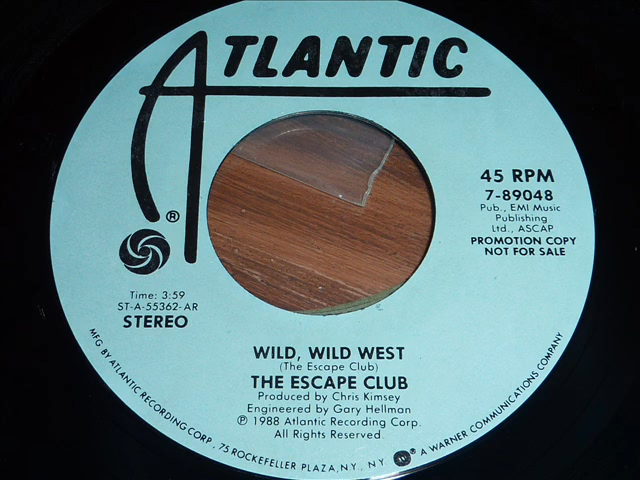 ATLANTIC
®
45 RPM
7-89048
Pub., EMI Music
Publishing
Ltd., ASCAP
PROMOTION COPY
NOT FOR SALE
Time: 3:59
ST-A-55362-AR
STEREO
WILD, WILD WEST
(The Escape Club)
THE ESCAPE CLUB
Produced by Chris Kimsey
Engineered by Gary Hellman
℗ 1988 Atlantic Recording Corp.
All Rights Reserved.
MFG BY ATLANTIC RECORDING CORP., 75 ROCKEFELLER PLAZA, N.Y., N.Y. ® A WARNER COMMUNICATIONS COMPANY